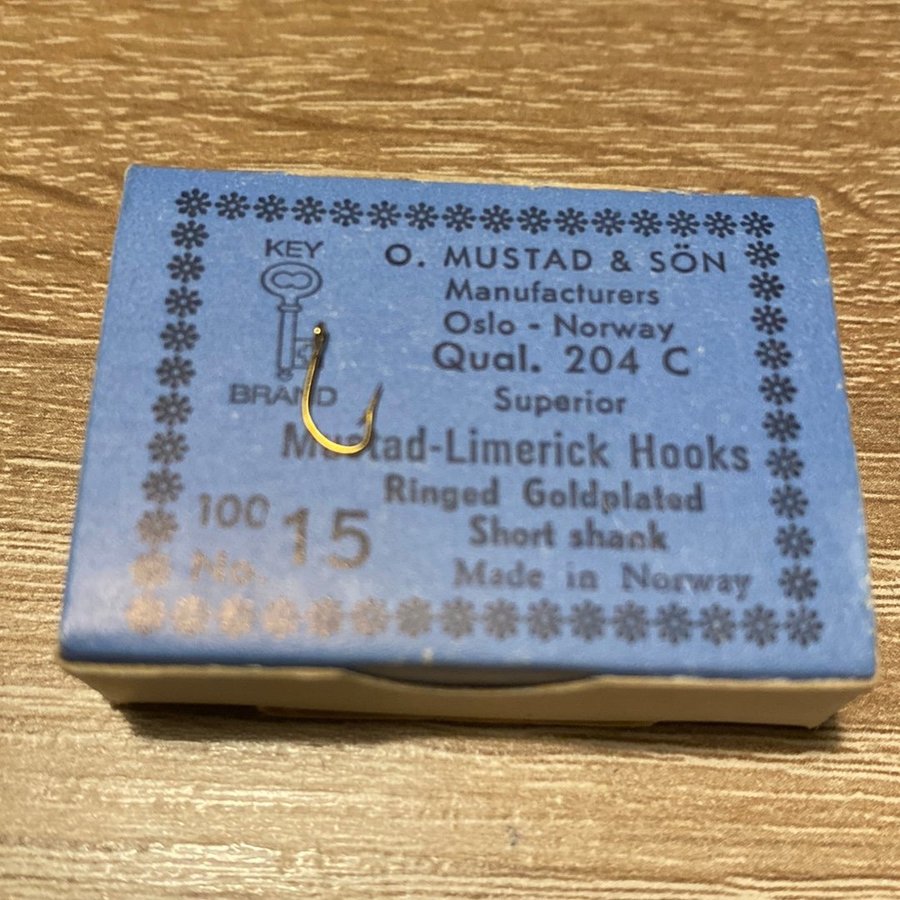 KEY
BRAND
O. MUSTAD & SÖN
Manufacturers
Oslo - Norway
Qual. 204 C
Superior
Mustad-Limerick Hooks
Ringed Goldplated
Short shank
Made in Norway
100
No. 15